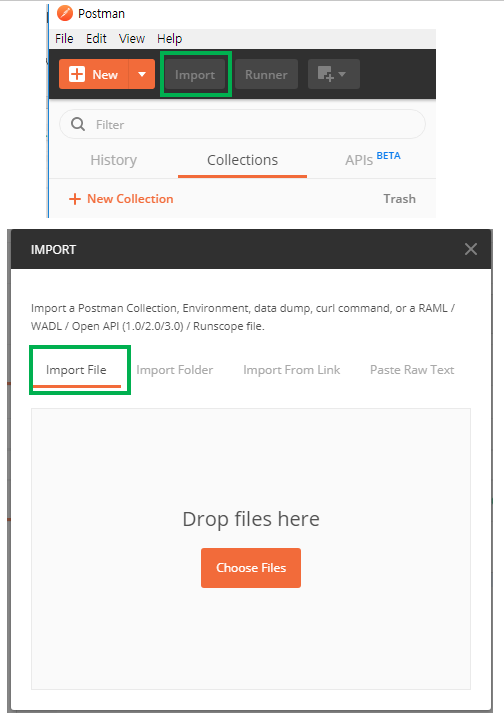 Postman
File Edit View Help
New Import Runner
Filter
History Collections APIs BETA
New Collection Trash
IMPORT
Import a Postman Collection, Environment, data dump, curl command, or a RAML /
WADL / Open API (1.0/2.0/3.0) / Runscope file.
Import File Import Folder Import From Link Paste Raw Text
Drop files here
Choose Files